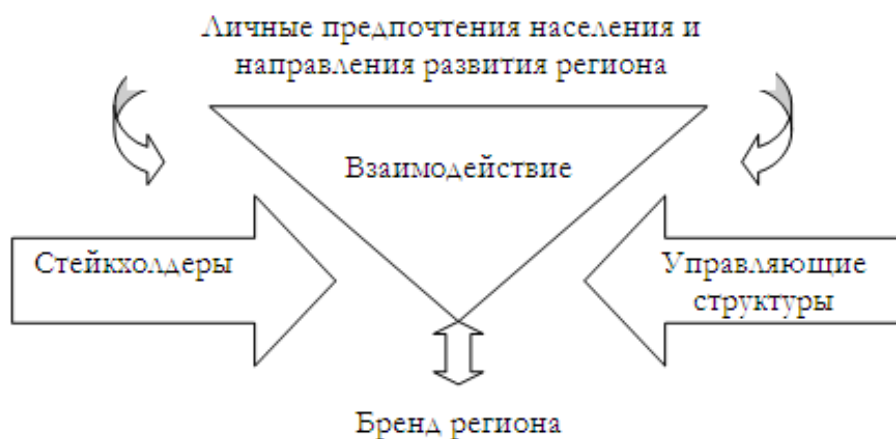 Личные предпочтения населения и
направления развития региона
Взаимодействие
Стейкхолдеры
Управляющие
структуры
Бренд региона